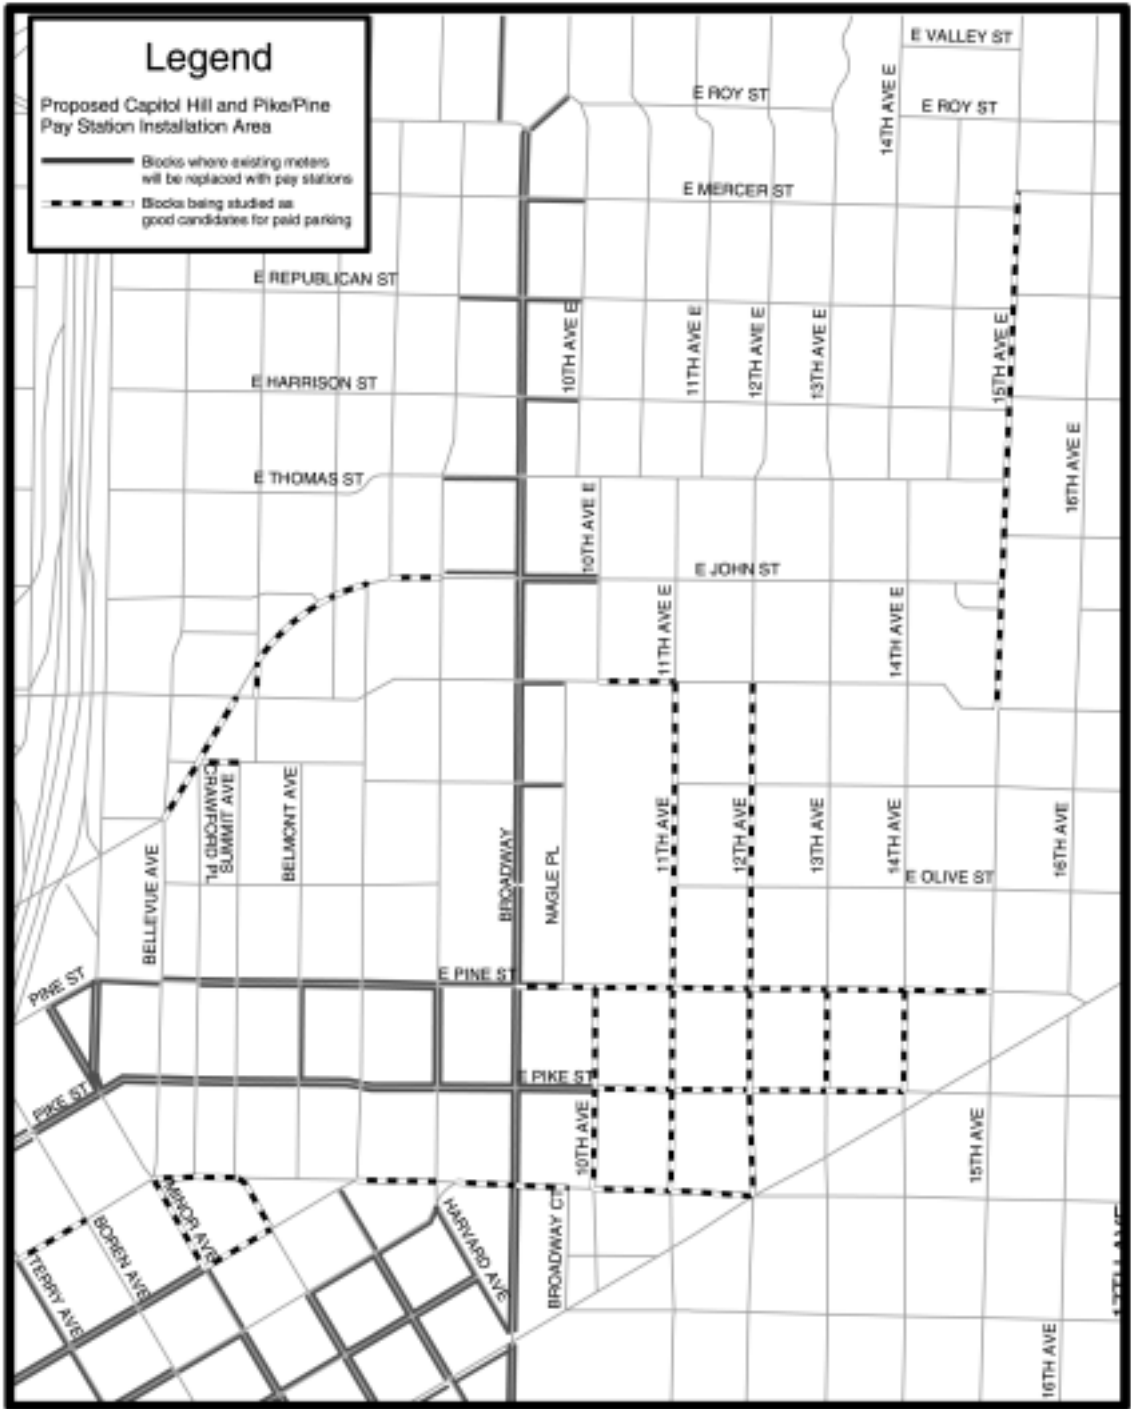 Legend
Proposed Capitol Hill and Pike/Pine
Pay Station Installation Area
Blocks where existing meters
will be replaced with pay stations
Blocks being studied as
good candidates for paid parking
E VALLEY ST
E ROY ST
14TH AVE E
E ROY ST
E MERCER ST
E REPUBLICAN ST
10TH AVE E
11TH AVE E
12TH AVE E
13TH AVE E
15TH AVE E
E HARRISON ST
16TH AVE E
E THOMAS ST
10TH AVE E
E JOHN ST
11TH AVE E
14TH AVE E
CRAWFORD PL
SUMMIT AVE
BELMONT AVE
BELLEVUE AVE
BROADWAY
NAGLE PL
11TH AVE
12TH AVE
13TH AVE
14TH AVE
16TH AVE
E OLIVE ST
PINE ST
E PINE ST
E PIKE ST
PIKE ST
10TH AVE
15TH AVE
MINOR AVE
BOREN AVE
TERRY AVE
HARVARD AVE
BROADWAY CT
17TH AVE
16TH AVE